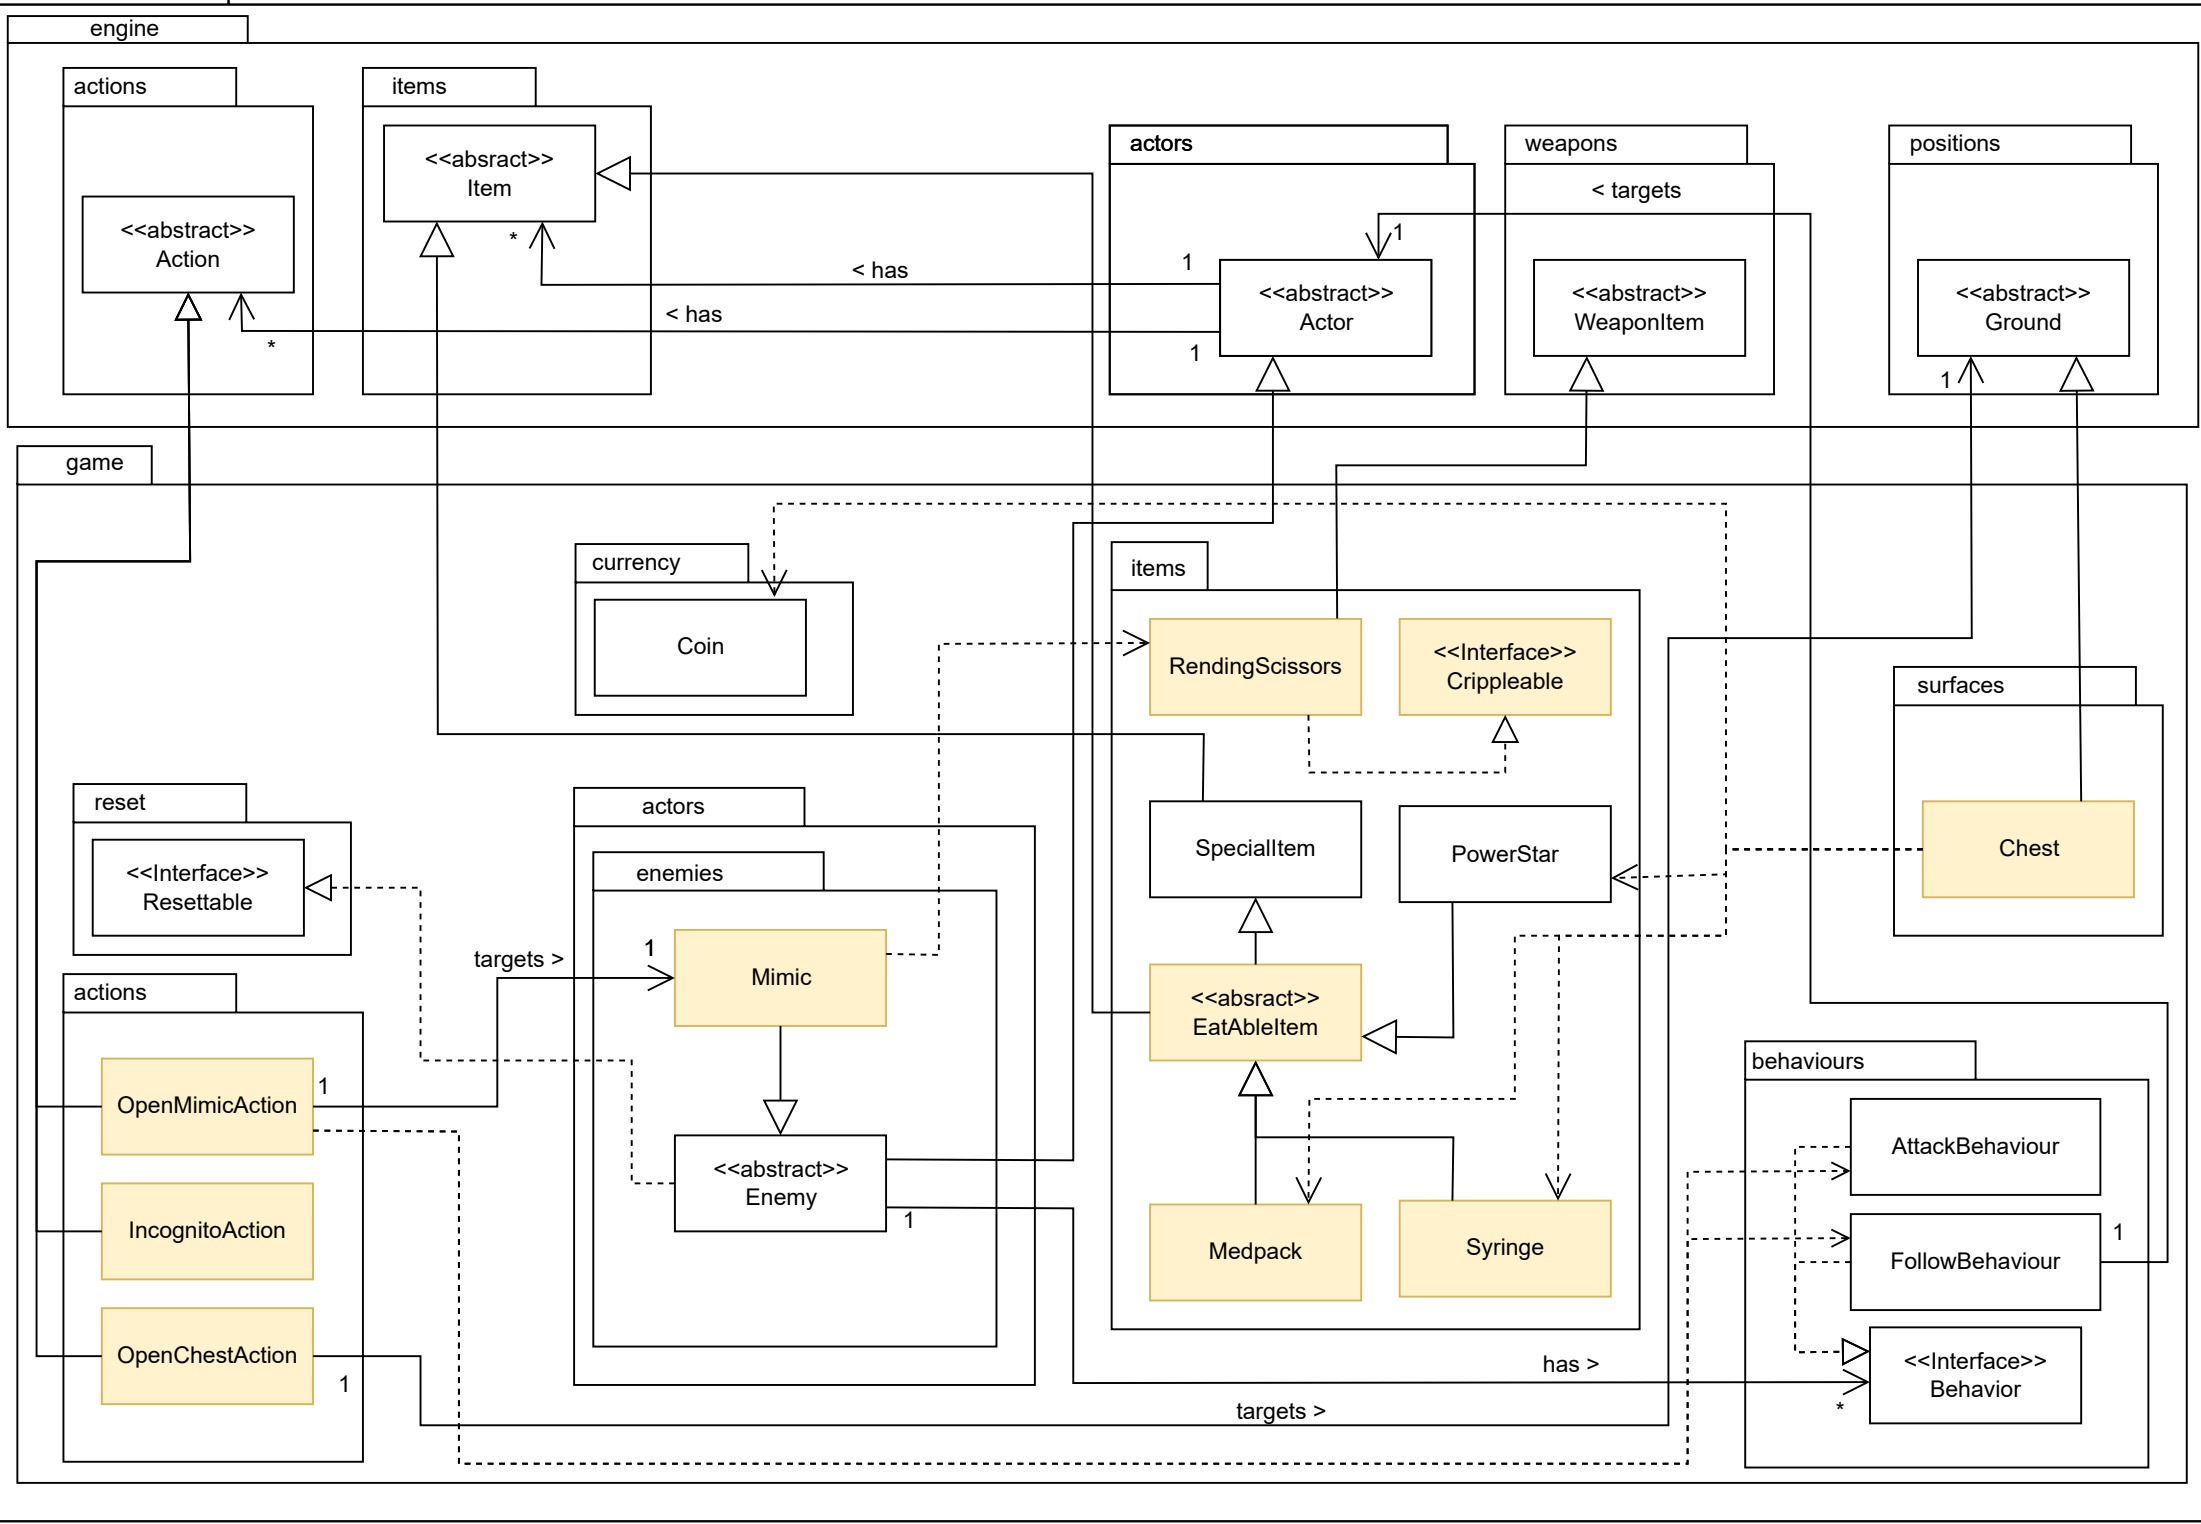 engine
actions
items
<<absract>>
Item
<<abstract>>
Action
actors
weapons
positions
< targets
1
*
1
< has
<<abstract>>
Actor
<<abstract>>
WeaponItem
<<abstract>>
Ground
< has
*
1
1
game
currency
Coin
items
RendingScissors
<<Interface>>
Crippleable
surfaces
Chest
SpecialItem
PowerStar
reset
<<Interface>>
Resettable
actors
enemies
targets >
1
Mimic
<<absract>>
EatAbleItem
actions
OpenMimicAction
1
IncognitoAction
OpenChestAction
1
<<abstract>>
Enemy
1
Medpack
Syringe
behaviours
AttackBehaviour
FollowBehaviour
1
has >
<<Interface>>
Behavior
*
targets >